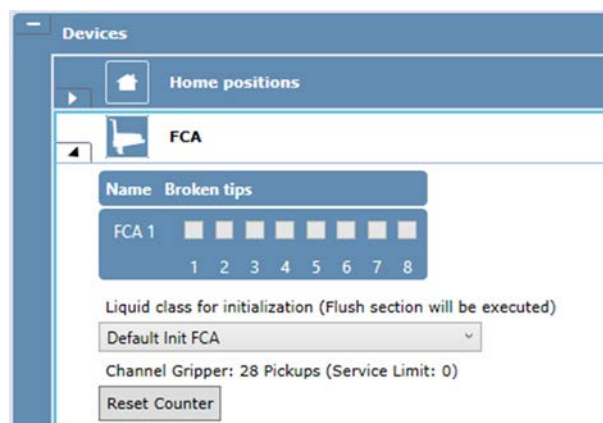 Devices
Home positions
FCA
Name Broken tips
FCA 1
1 2 3 4 5 6 7 8
Liquid class for initialization (Flush section will be executed)
Default Init FCA
Channel Gripper: 28 Pickups (Service Limit: 0)
Reset Counter